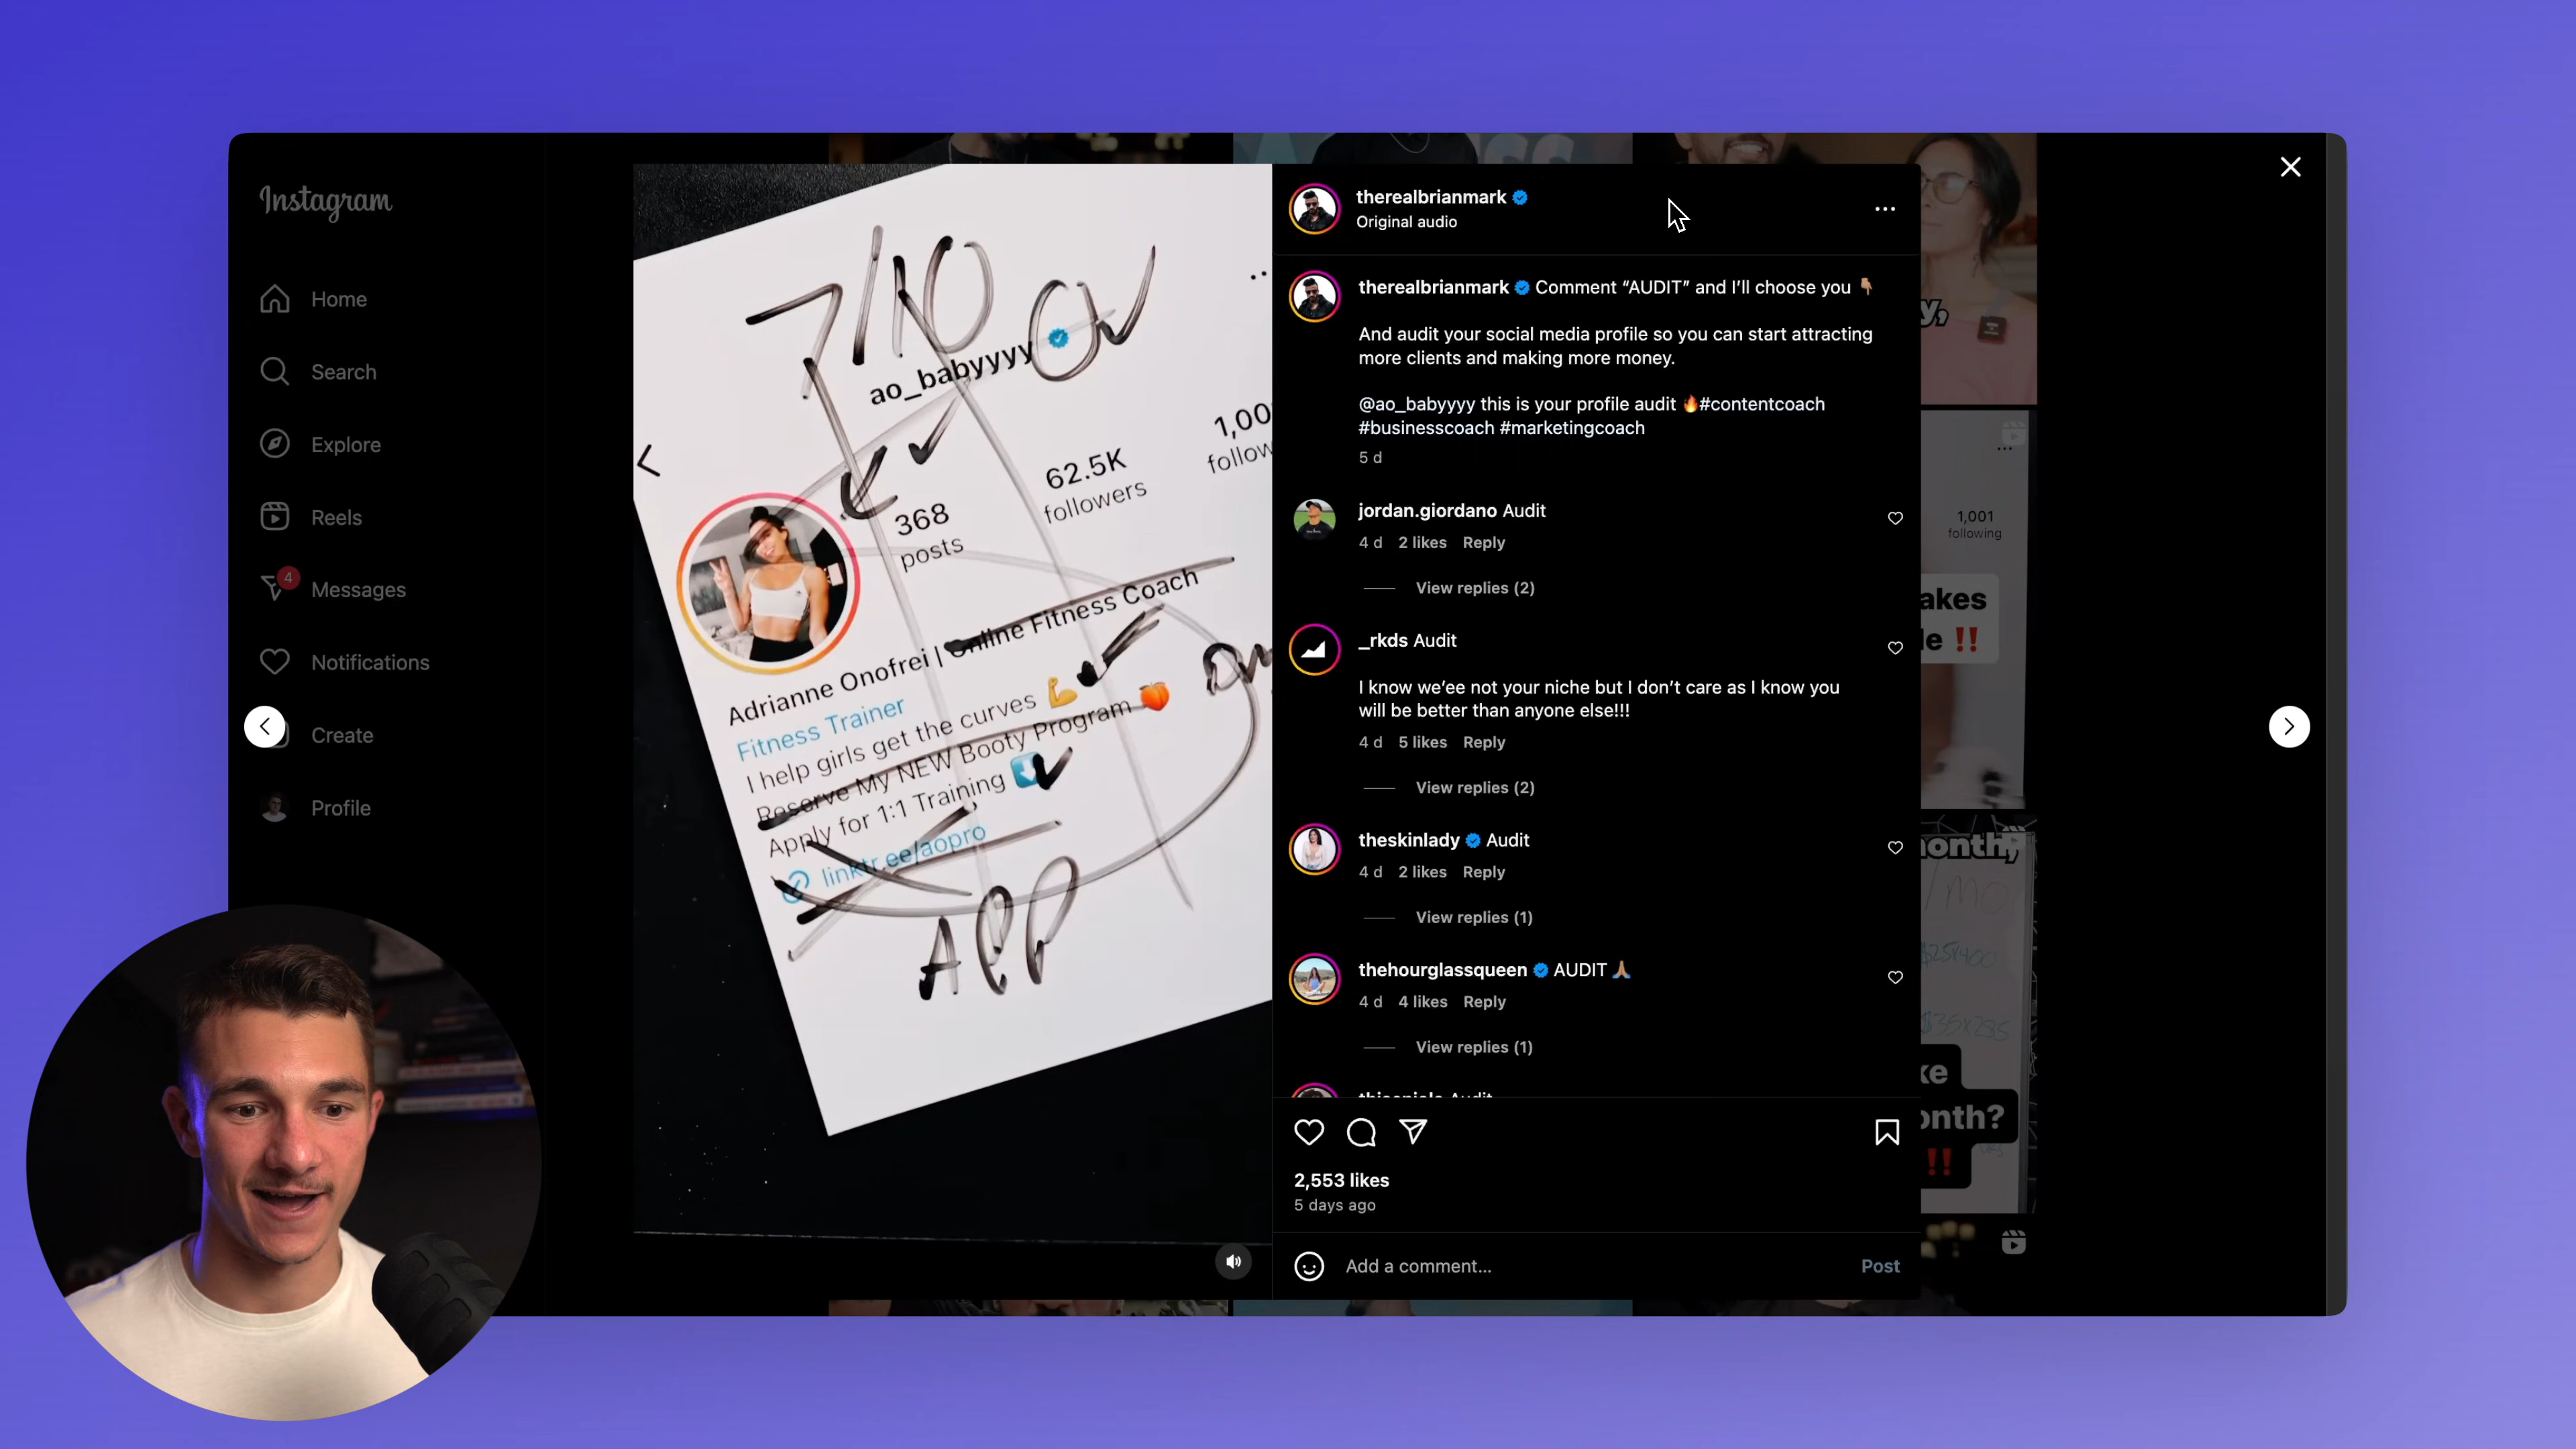 Instagram
Home
Search
Explore
Reels
4
Messages
Notifications
Create
Profile
7/10
ao_babyyyy
368
posts
62.5K
followers
1,00
follow
Adrianne Onofrei | Online Fitness Coach
Fitness Trainer
I help girls get the curves 💪
Reserve My NEW Booty Program 🍑
Apply for 1:1 Training ⬇️
linktr.ee/aopro
APP
therealbrianmark
Original audio
therealbrianmark Comment “AUDIT” and I’ll choose you 👇🏽
And audit your social media profile so you can start attracting
more clients and making more money.
@ao_babyyyy this is your profile audit 🔥#contentcoach
#businesscoach #marketingcoach
5 d
jordan.giordano Audit
4 d 2 likes Reply
View replies (2)
_rkds Audit
I know we’ee not your niche but I don’t care as I know you
will be better than anyone else!!!
4 d 5 likes Reply
View replies (2)
theskinlady Audit
4 d 2 likes Reply
View replies (1)
thehourglassqueen AUDIT 🙏🏽
4 d 4 likes Reply
View replies (1)
2,553 likes
5 days ago
Add a comment...
Post
y,
1,001
following
akes
le ‼️
onth,
/MO
$25x400
$35x285
ke
onth?
‼️